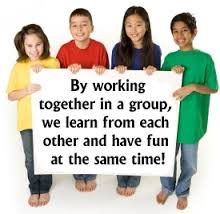 By working
together in a group,
we learn from each
other and have fun
at the same time!